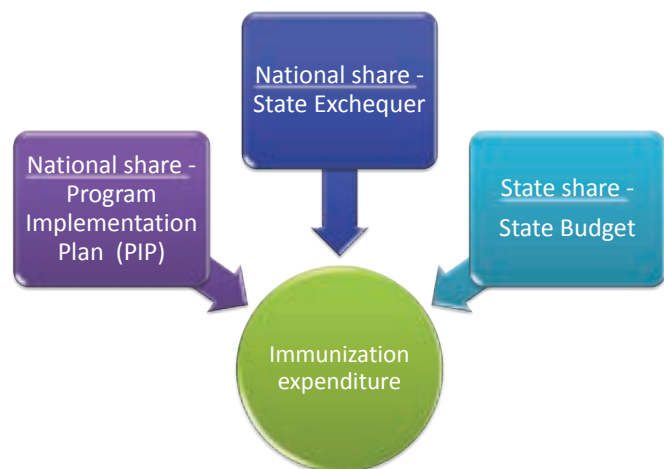 National share -
State Exchequer
National share -
Program
Implementation
Plan (PIP)
State share -
State Budget
Immunization
expenditure